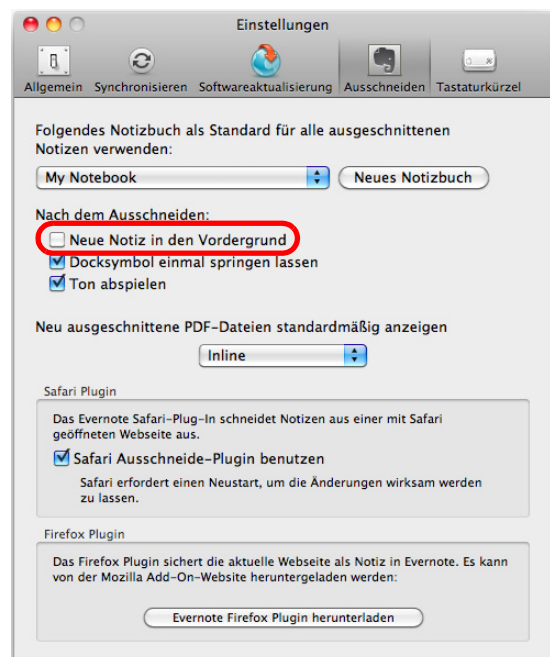 Einstellungen
Allgemein Synchronisieren Softwareaktualisierung Ausschneiden Tastaturkürzel
Folgendes Notizbuch als Standard für alle ausgeschnittenen
Notizen verwenden:
My Notebook Neues Notizbuch
Nach dem Ausschneiden:
Neue Notiz in den Vordergrund
Docksymbol einmal springen lassen
Ton abspielen
Neu ausgeschnittene PDF-Dateien standardmäßig anzeigen
Inline
Safari Plugin
Das Evernote Safari-Plug-In schneidet Notizen aus einer mit Safari
geöffneten Webseite aus.
Safari Ausschneide-Plugin benutzen
Safari erfordert einen Neustart, um die Änderungen wirksam werden
zu lassen.
Firefox Plugin
Das Firefox Plugin sichert die aktuelle Webseite als Notiz in Evernote. Es kann
von der Mozilla Add-On-Website heruntergeladen werden:
Evernote Firefox Plugin herunterladen